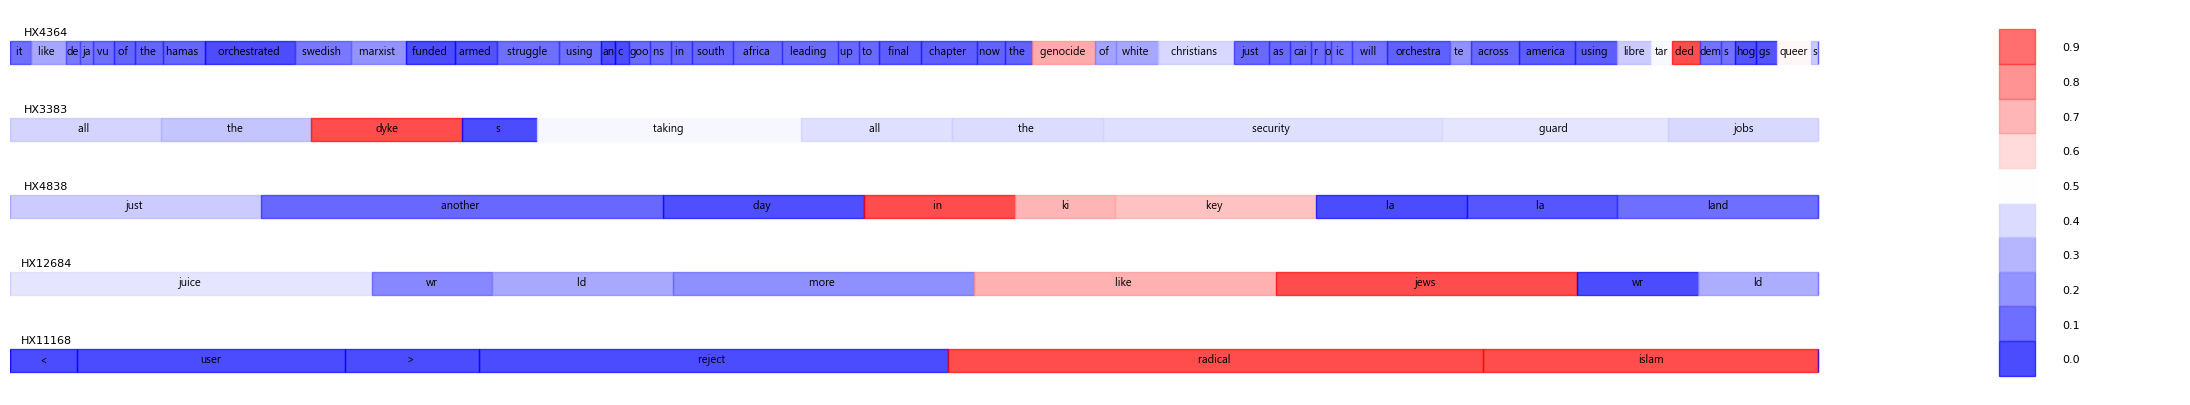 HX4364
it like de ja vu of the hamas orchestrated swedish marxist funded armed struggle using an c goo ns in south africa leading up to final chapter now the genocide of white christians just as cai r o ic will orchestra te across america using libre tar ded dem s hog gs queer s
HX3383
all the dyke s taking all the security guard jobs
HX4838
just another day in ki key la la land
HX12684
juice wr ld more like jews wr ld
HX11168
< user > reject radical islam
0.9
0.8
0.7
0.6
0.5
0.4
0.3
0.2
0.1
0.0